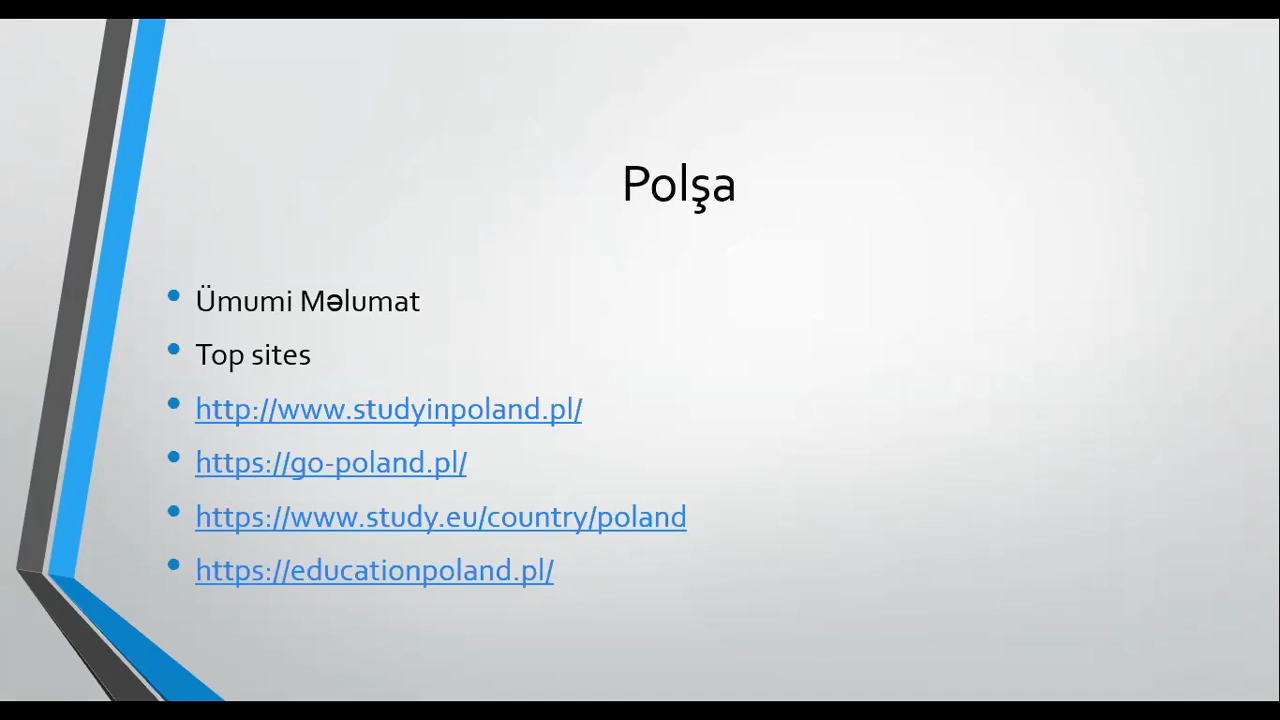 Polşa
Ümumi Məlumat
Top sites
http://www.studyinpoland.pl/
https://go-poland.pl/
https://www.study.eu/country/poland
https://educationpoland.pl/